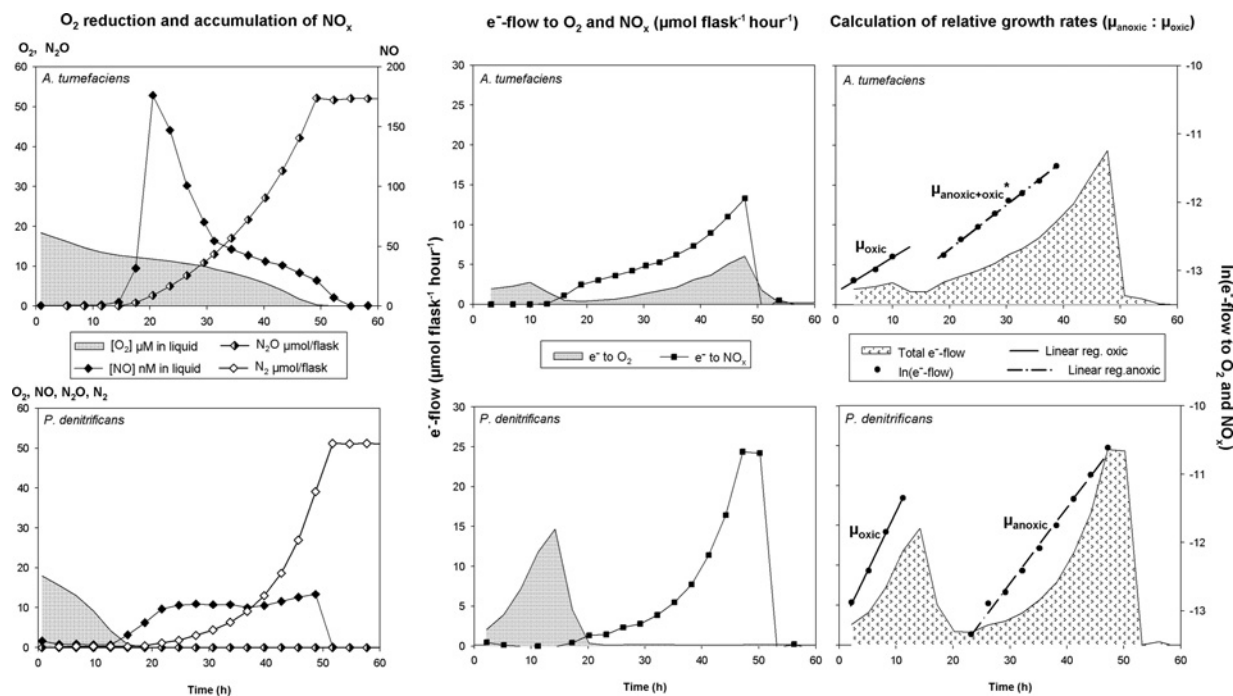 O₂ reduction and accumulation of NOₓ
e⁻-flow to O₂ and NOₓ (μmol flask⁻¹ hour⁻¹)
Calculation of relative growth rates (μanoxic : μoxic)
O₂, N₂O
NO
A. tumefaciens
60
50
40
30
20
10
0
200
150
100
50
0
0 10 20 30 40 50 60
[O₂] μM in liquid
N₂O μmol/flask
[NO] nM in liquid
N₂ μmol/flask
O₂, NO, N₂O, N₂
P. denitrificans
60
50
40
30
20
10
0
0 10 20 30 40 50 60
Time (h)
e⁻-flow (μmol flask⁻¹ hour⁻¹)
A. tumefaciens
30
25
20
15
10
5
0
0 10 20 30 40 50 60
e⁻ to O₂
e⁻ to NOₓ
P. denitrificans
30
25
20
15
10
5
0
0 10 20 30 40 50 60
Time (h)
A. tumefaciens
μoxic
μanoxic+oxic*
-10
-11
-12
-13
0 10 20 30 40 50 60
Total e⁻-flow
Linear reg. oxic
ln(e⁻-flow)
Linear reg.anoxic
P. denitrificans
μoxic
μanoxic
-10
-11
-12
-13
0 10 20 30 40 50 60
Time (h)
ln(e⁻-flow to O₂ and NOₓ)